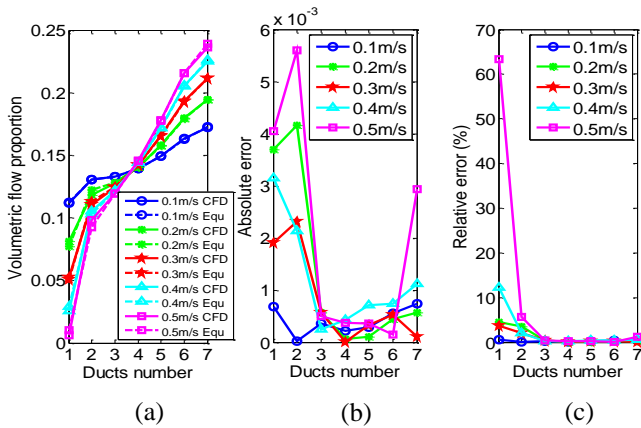 0.25
0.2
0.15
0.1
0.05
0
1 2 3 4 5 6 7
Volumetric flow proportion
Ducts number
0.1m/s CFD
0.1m/s Equ
0.2m/s CFD
0.2m/s Equ
0.3m/s CFD
0.3m/s Equ
0.4m/s CFD
0.4m/s Equ
0.5m/s CFD
0.5m/s Equ
(a)
x 10⁻³
6
5
4
3
2
1
0
1 2 3 4 5 6 7
Absolute error
Ducts number
0.1m/s
0.2m/s
0.3m/s
0.4m/s
0.5m/s
(b)
70
60
50
40
30
20
10
0
1 2 3 4 5 6 7
Relative error (%)
Ducts number
0.1m/s
0.2m/s
0.3m/s
0.4m/s
0.5m/s
(c)